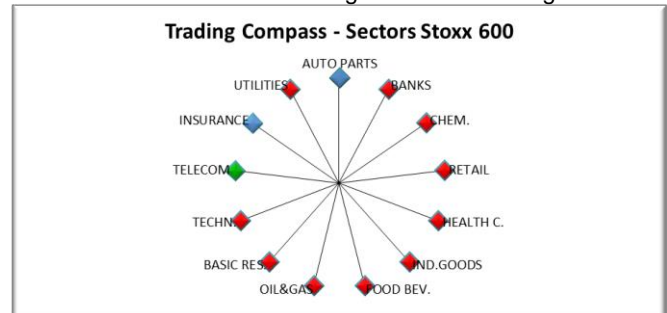 Trading Compass - Sectors Stoxx 600
AUTO PARTS
UTILITIES
BANKS
INSURANCE
CHEM.
TELECOM.
RETAIL
TECHN.
HEALTH C.
BASIC RES.
IND.GOODS
OIL&GAS
FOOD BEV.